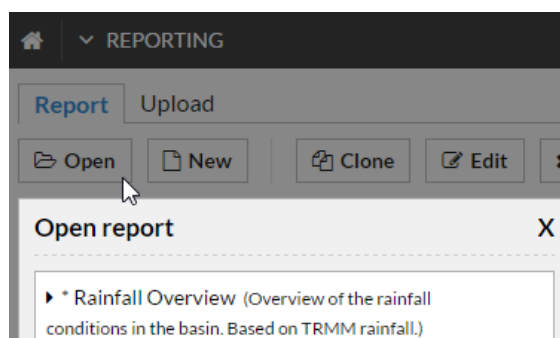 REPORTING
Report Upload
Open New Clone Edit
Open report X
* Rainfall Overview (Overview of the rainfall
conditions in the basin. Based on TRMM rainfall.)